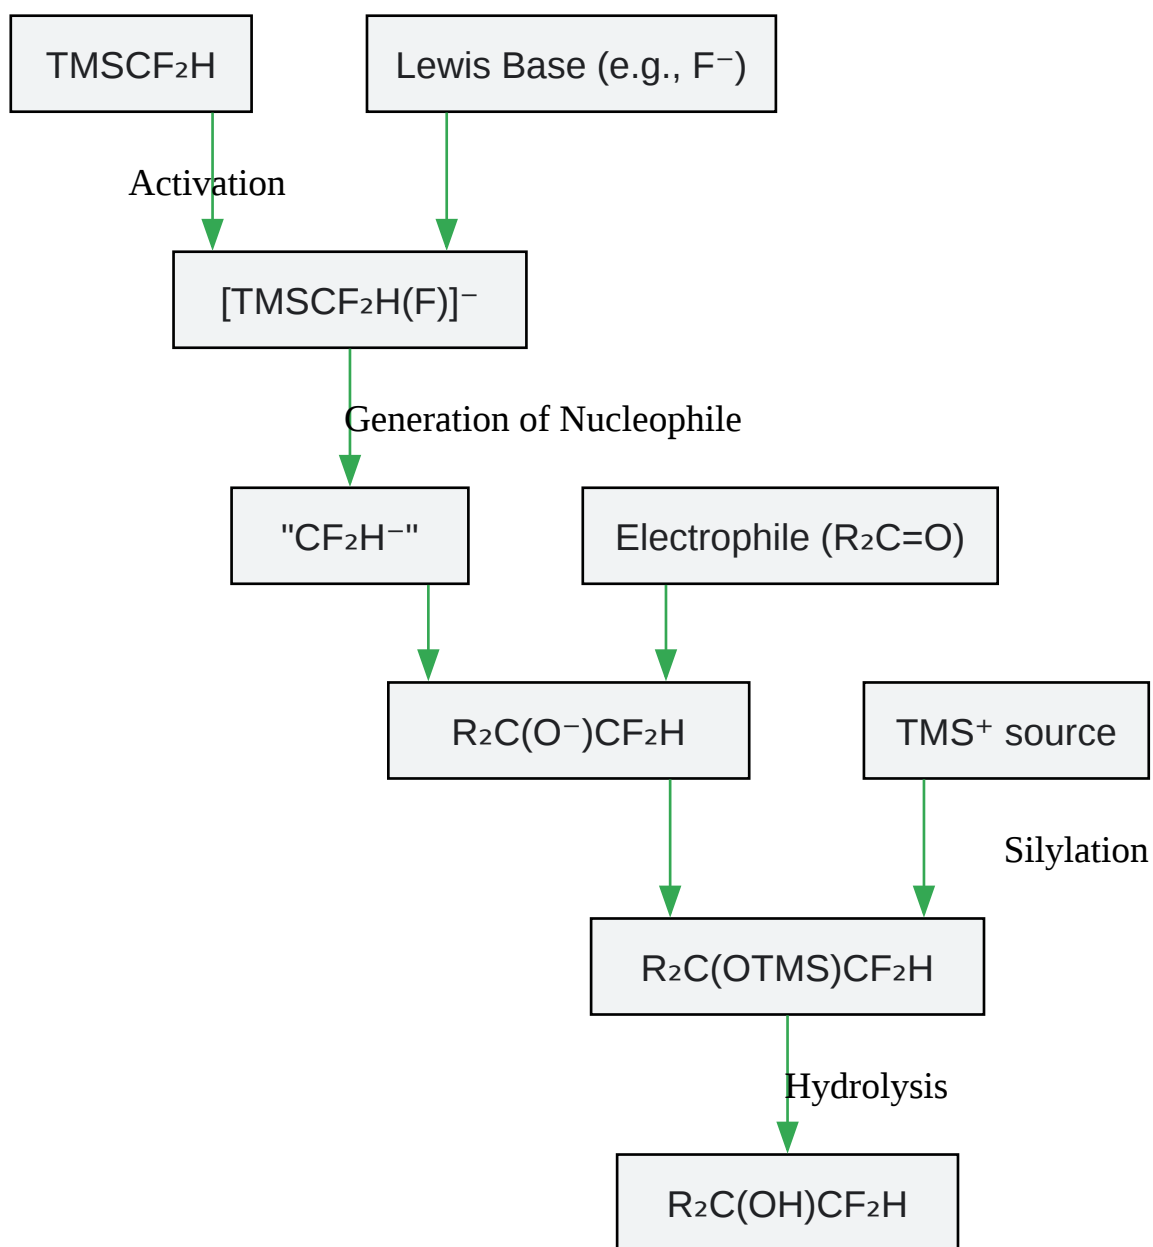 TMSCF₂H
Lewis Base (e.g., F⁻)
Activation
[TMSCF₂H(F)]⁻
Generation of Nucleophile
"CF₂H⁻"
Electrophile (R₂C=O)
R₂C(O⁻)CF₂H
TMS⁺ source
Silylation
R₂C(OTMS)CF₂H
Hydrolysis
R₂C(OH)CF₂H